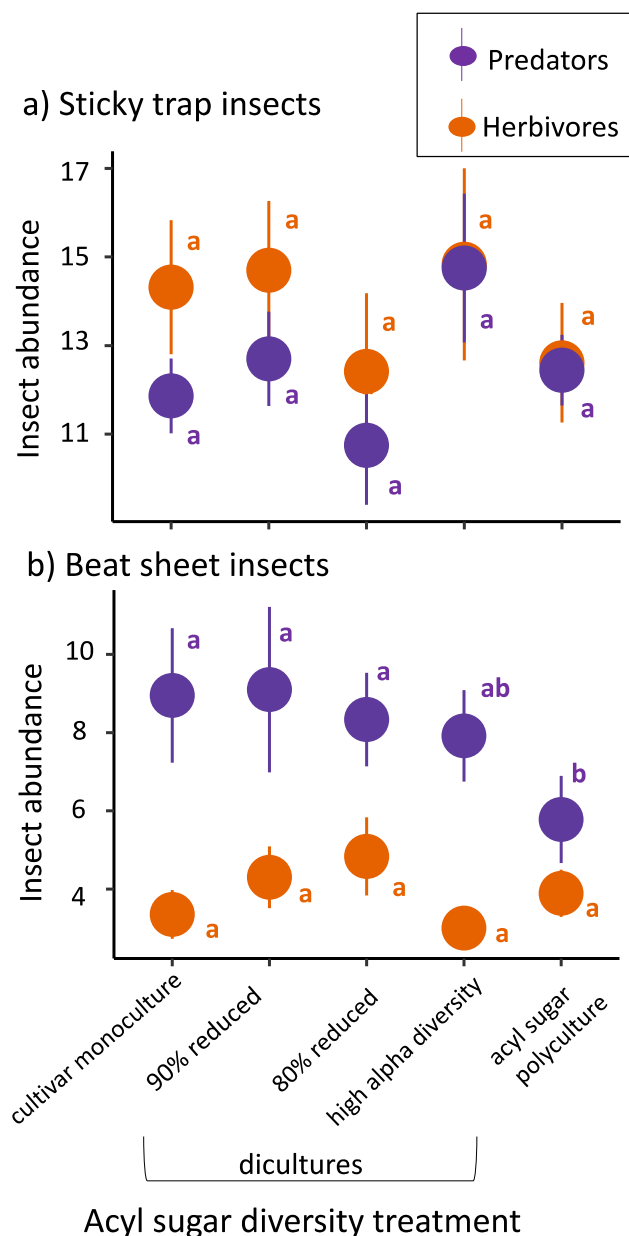 Predators
Herbivores
a) Sticky trap insects
Insect abundance
17
15
13
11
a
a
a
a
a
a
a
a
a
a
b) Beat sheet insects
Insect abundance
10
8
6
4
a
a
a
ab
b
a
a
a
a
a
cultivar monoculture
90% reduced
80% reduced
high alpha diversity
acyl sugar
polyculture
dicultures
Acyl sugar diversity treatment